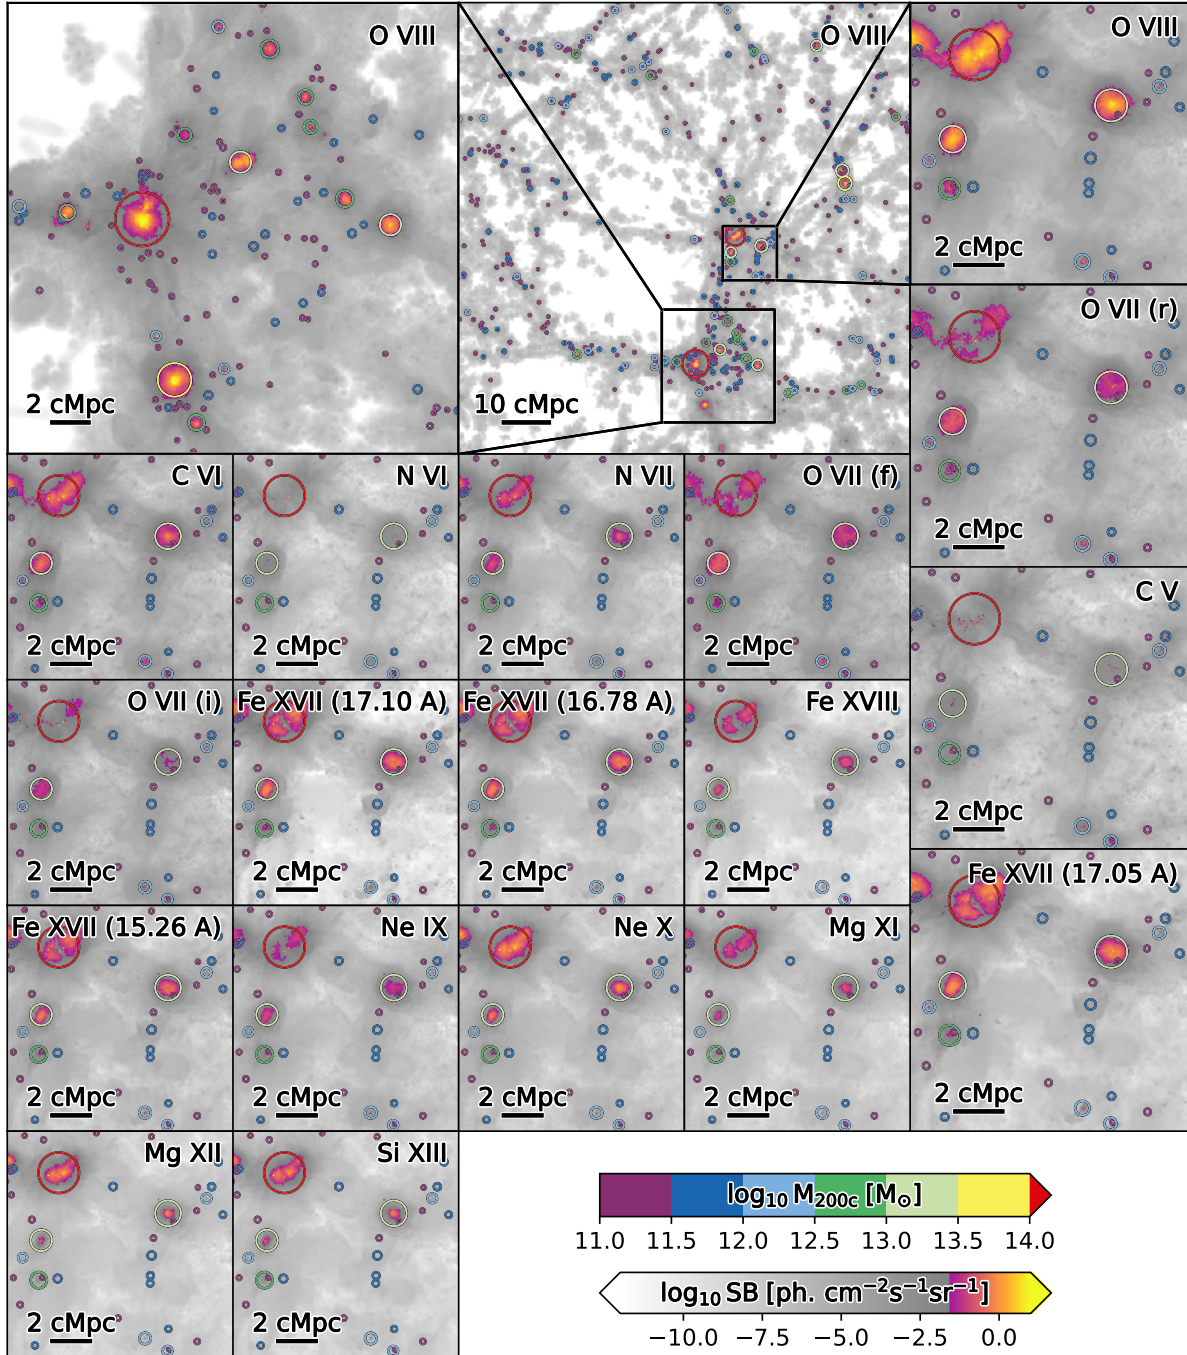 O VIII
2 cMpc
O VIII
10 cMpc
O VIII
2 cMpc
O VII (r)
2 cMpc
C VI
2 cMpc
N VI
2 cMpc
N VII
2 cMpc
O VII (f)
2 cMpc
C V
2 cMpc
O VII (i)
2 cMpc
Fe XVII (17.10 A)
2 cMpc
Fe XVII (16.78 A)
2 cMpc
Fe XVIII
2 cMpc
Fe XVII (17.05 A)
2 cMpc
Fe XVII (15.26 A)
2 cMpc
Ne IX
2 cMpc
Ne X
2 cMpc
Mg XI
2 cMpc
Mg XII
2 cMpc
Si XIII
2 cMpc
log₁₀ M₂₀₀c [M☉]
11.0 11.5 12.0 12.5 13.0 13.5 14.0
log₁₀ SB [ph. cm⁻²s⁻¹sr⁻¹]
−10.0 −7.5 −5.0 −2.5 0.0